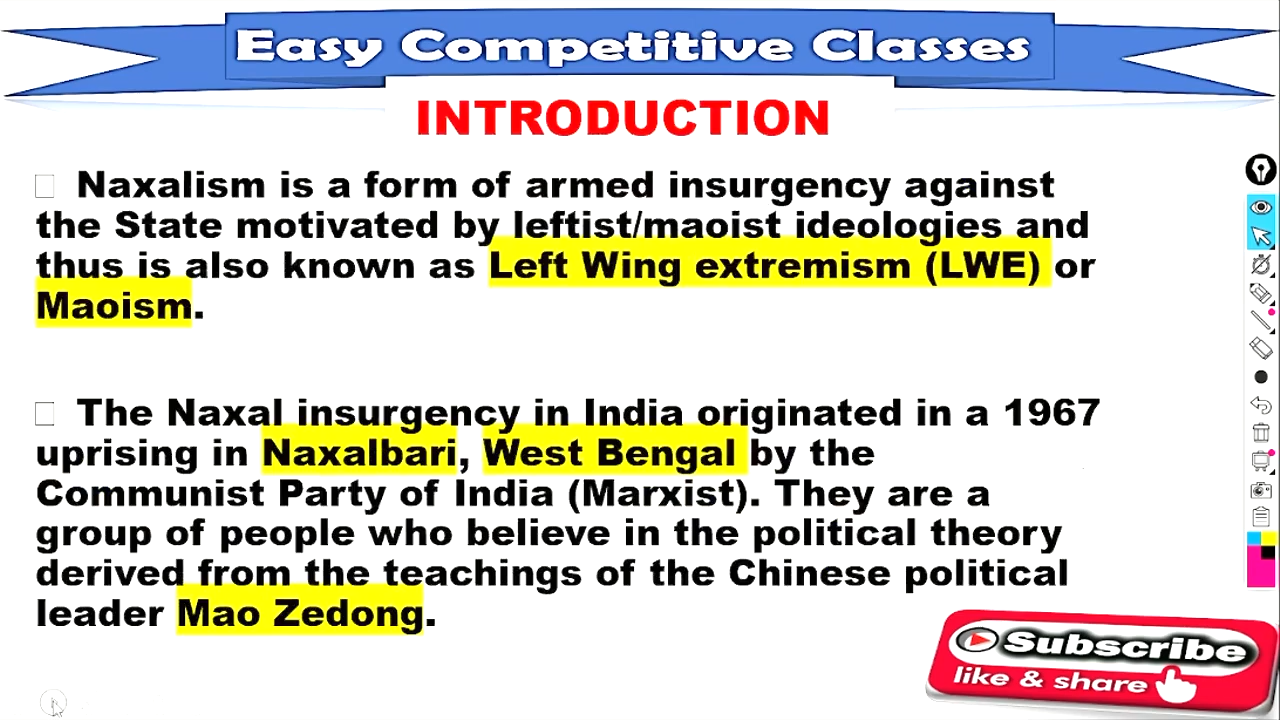 Easy Competitive Classes
INTRODUCTION
Naxalism is a form of armed insurgency against
the State motivated by leftist/maoist ideologies and
thus is also known as Left Wing extremism (LWE) or
Maoism.
The Naxal insurgency in India originated in a 1967
uprising in Naxalbari, West Bengal by the
Communist Party of India (Marxist). They are a
group of people who believe in the political theory
derived from the teachings of the Chinese political
leader Mao Zedong.
Subscribe
like & share